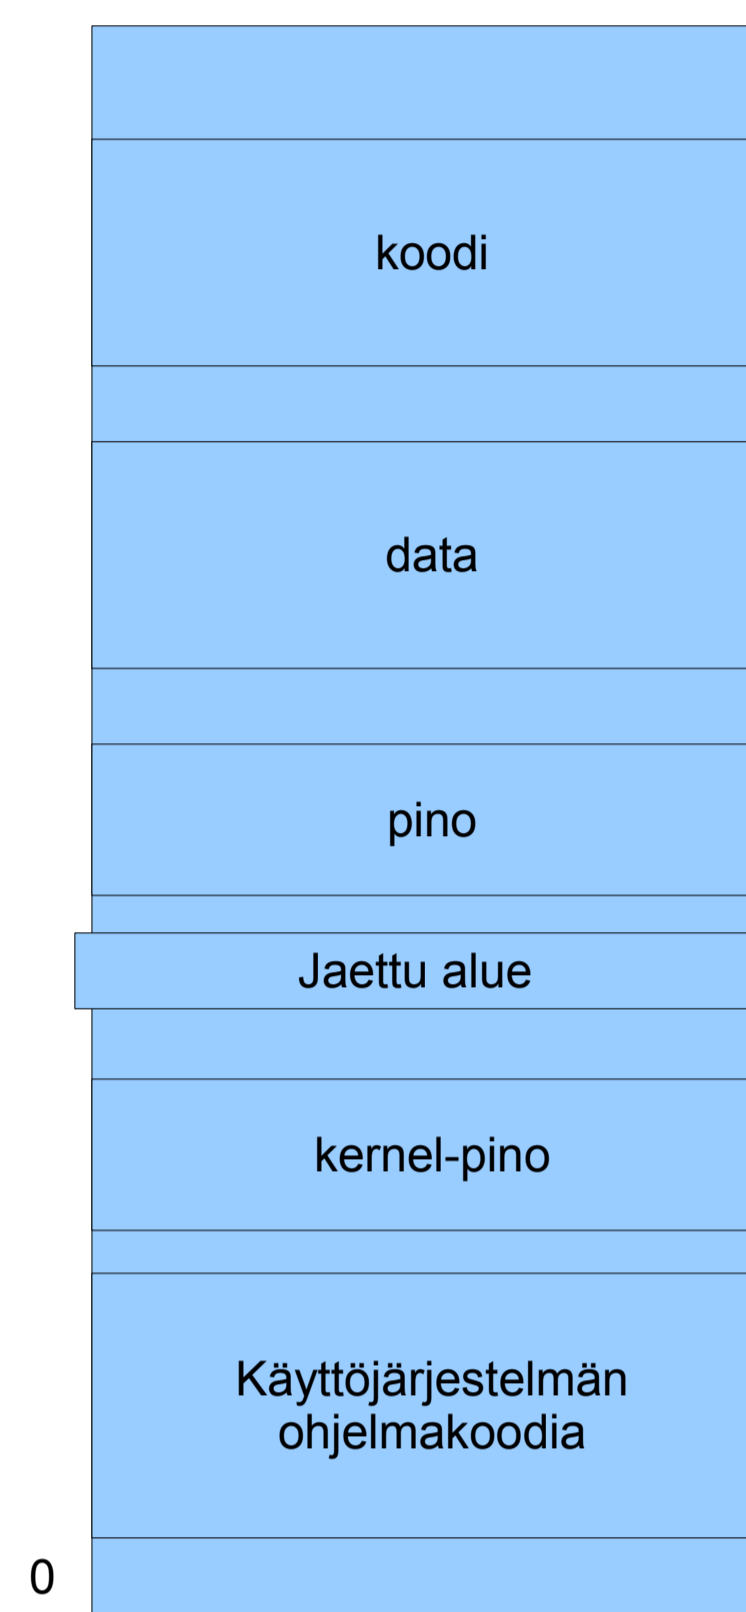 koodi
data
pino
Jaettu alue
kernel-pino
Käyttöjärjestelmän
ohjelmakoodia
0